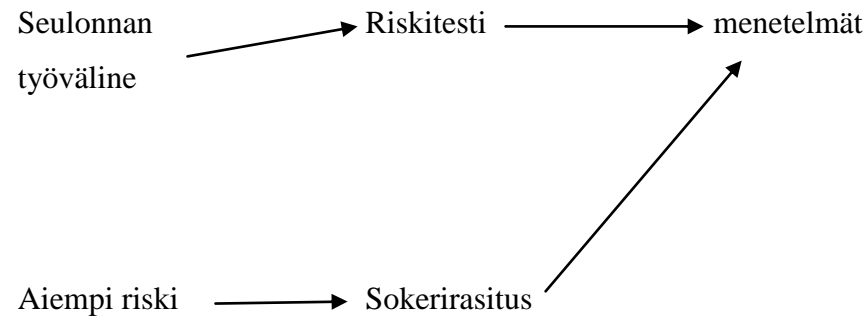 Seulonnan
työväline
Riskitesti
menetelmät
Aiempi riski
Sokerirasitus